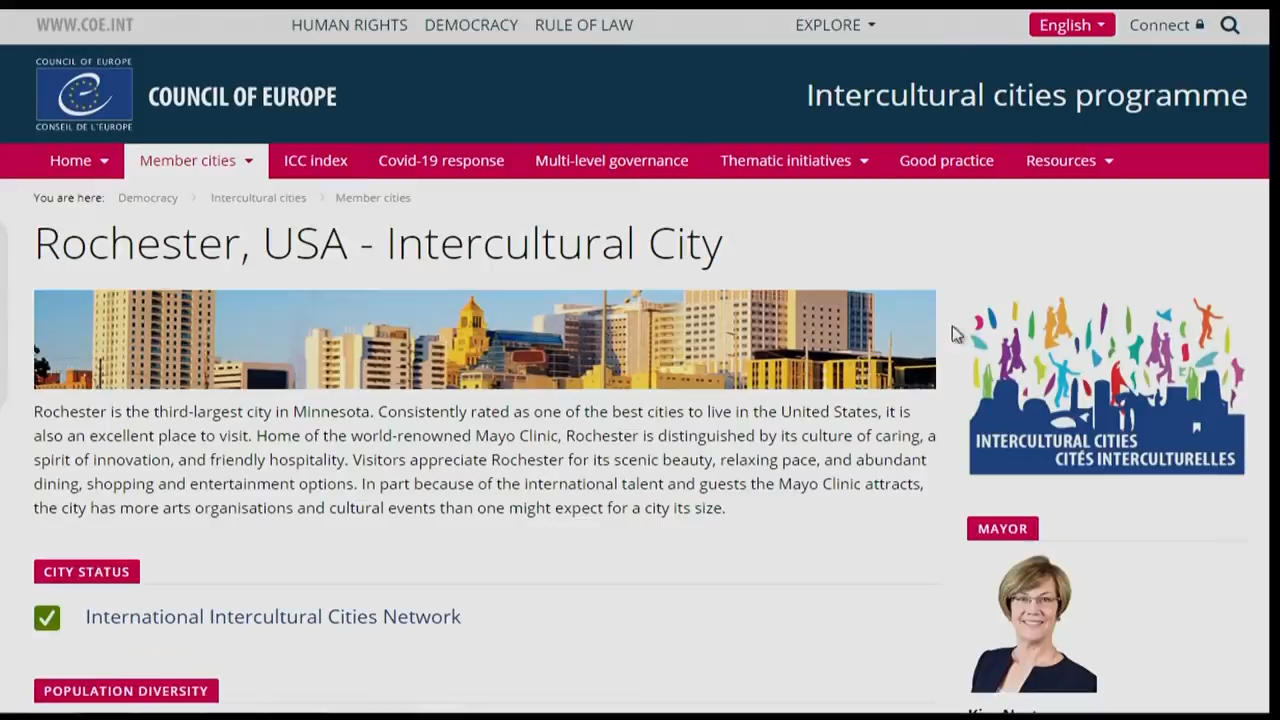 WWW.COE.INT
HUMAN RIGHTS DEMOCRACY RULE OF LAW EXPLORE English Connect
COUNCIL OF EUROPE
CONSEIL DE L'EUROPE
COUNCIL OF EUROPE
Intercultural cities programme
Home Member cities ICC index Covid-19 response Multi-level governance Thematic initiatives Good practice Resources
You are here: Democracy Intercultural cities Member cities
Rochester, USA - Intercultural City
Rochester is the third-largest city in Minnesota. Consistently rated as one of the best cities to live in the United States, it is
also an excellent place to visit. Home of the world-renowned Mayo Clinic, Rochester is distinguished by its culture of caring, a
spirit of innovation, and friendly hospitality. Visitors appreciate Rochester for its scenic beauty, relaxing pace, and abundant
dining, shopping and entertainment options. In part because of the international talent and guests the Mayo Clinic attracts,
the city has more arts organisations and cultural events than one might expect for a city its size.
INTERCULTURAL CITIES
CITÉS INTERCULTURELLES
MAYOR
CITY STATUS
International Intercultural Cities Network
POPULATION DIVERSITY